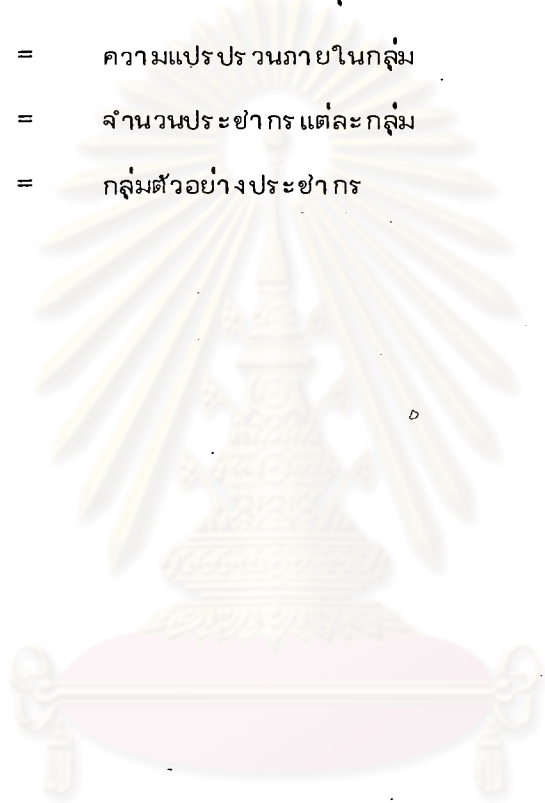 = ความแปรปรวนภายในกลุ่ม
= จำนวนประชากรแต่ละกลุ่ม
= กลุ่มตัวอย่างประชากร